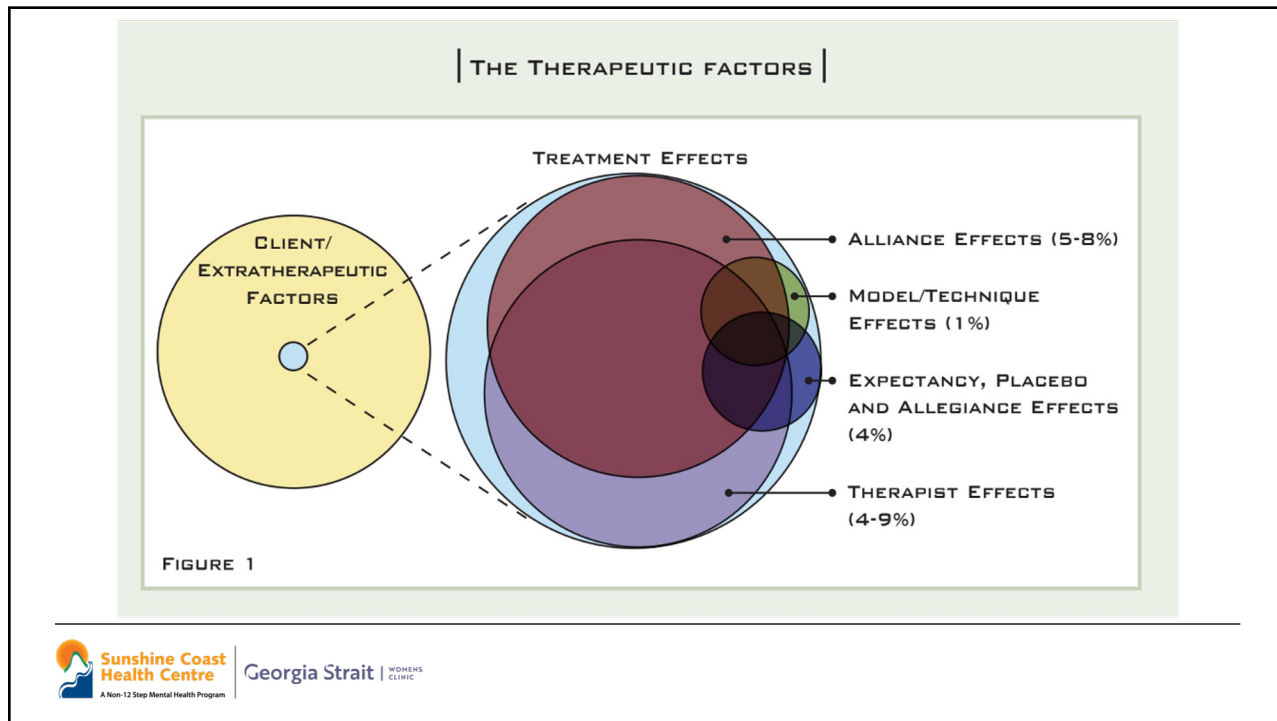 | The Therapeutic factors |
Treatment Effects
Client/
Extratherapeutic
Factors
Alliance Effects (5-8%)
Model/Technique
Effects (1%)
Expectancy, Placebo
and Allegiance Effects
(4%)
Therapist Effects
(4-9%)
Figure 1
Sunshine Coast
Health Centre
A Non-12 Step Mental Health Program
Georgia Strait | WOMENS
CLINIC